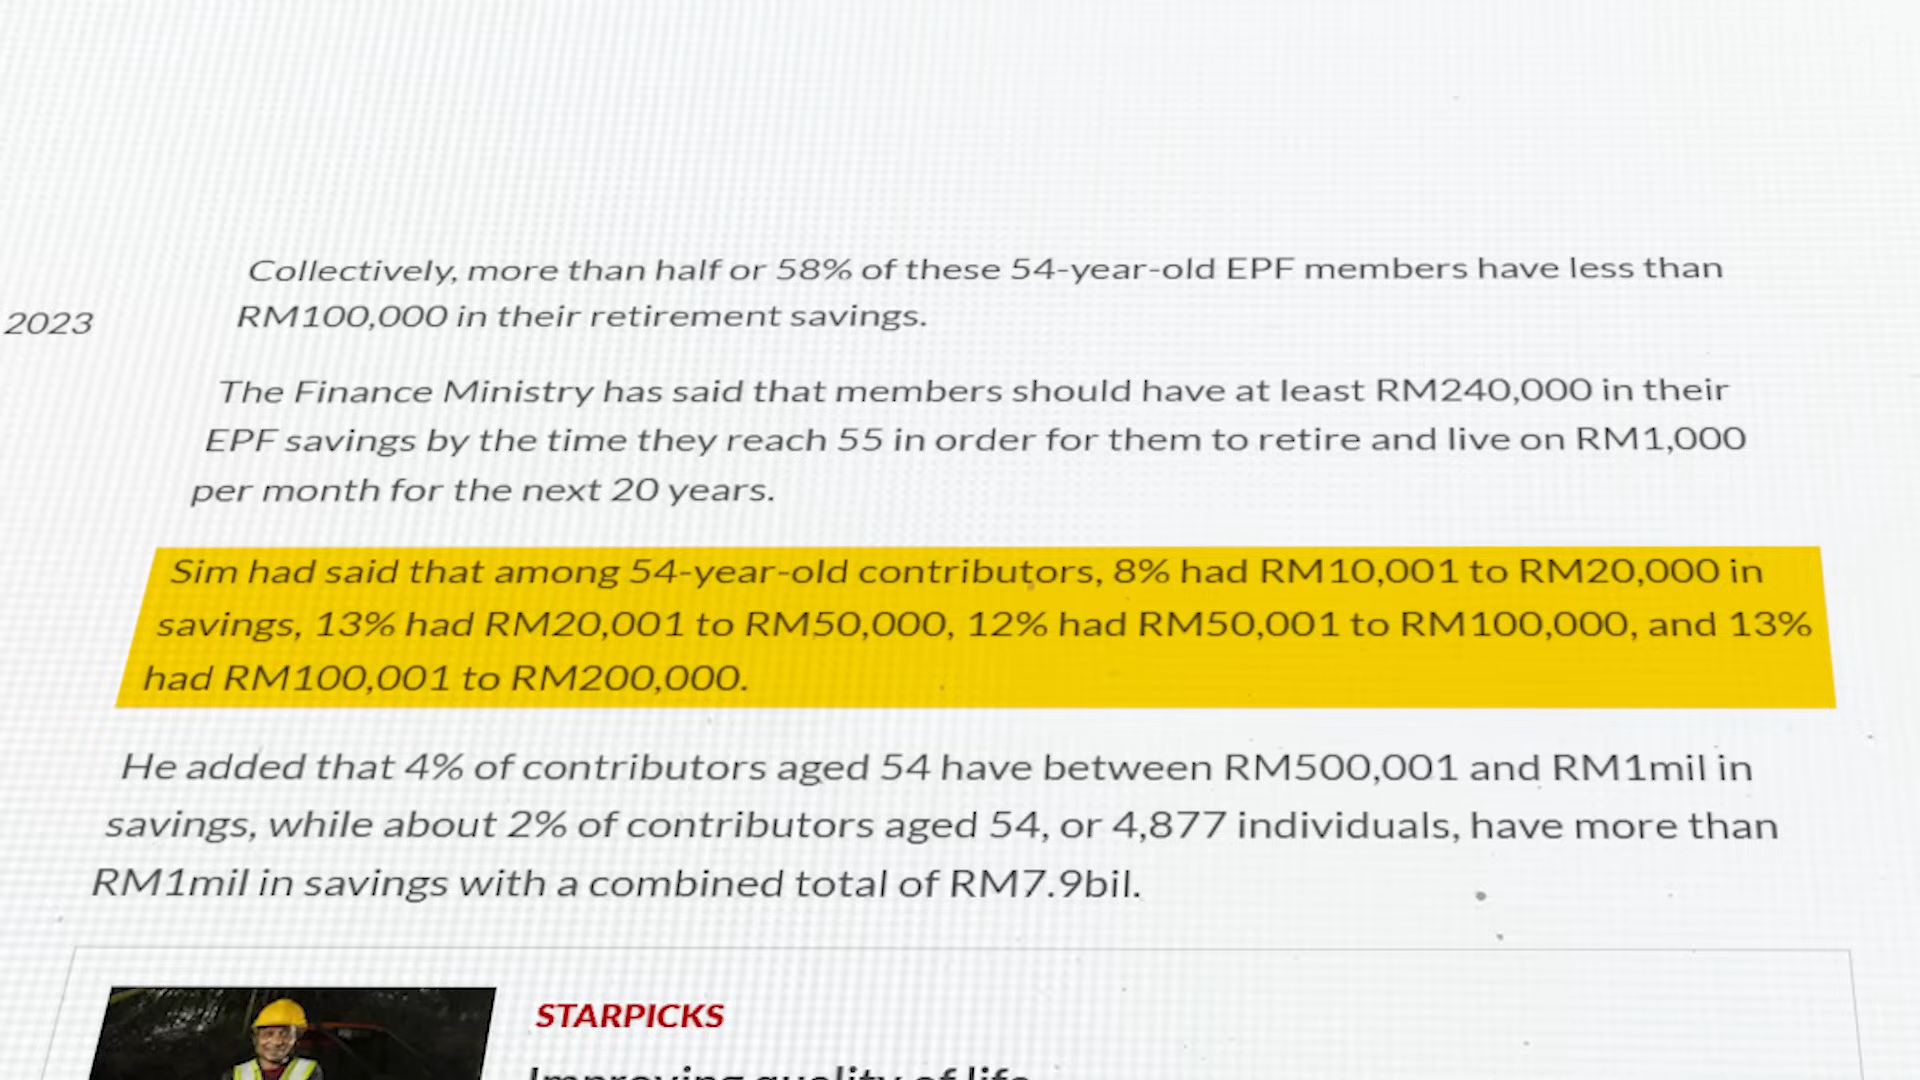 Collectively, more than half or 58% of these 54-year-old EPF members have less than
RM100,000 in their retirement savings.
2023
The Finance Ministry has said that members should have at least RM240,000 in their
EPF savings by the time they reach 55 in order for them to retire and live on RM1,000
per month for the next 20 years.
Sim had said that among 54-year-old contributors, 8% had RM10,001 to RM20,000 in
savings, 13% had RM20,001 to RM50,000, 12% had RM50,001 to RM100,000, and 13%
had RM100,001 to RM200,000.
He added that 4% of contributors aged 54 have between RM500,001 and RM1mil in
savings, while about 2% of contributors aged 54, or 4,877 individuals, have more than
RM1mil in savings with a combined total of RM7.9bil.
STARPICKS
Improving quality of life